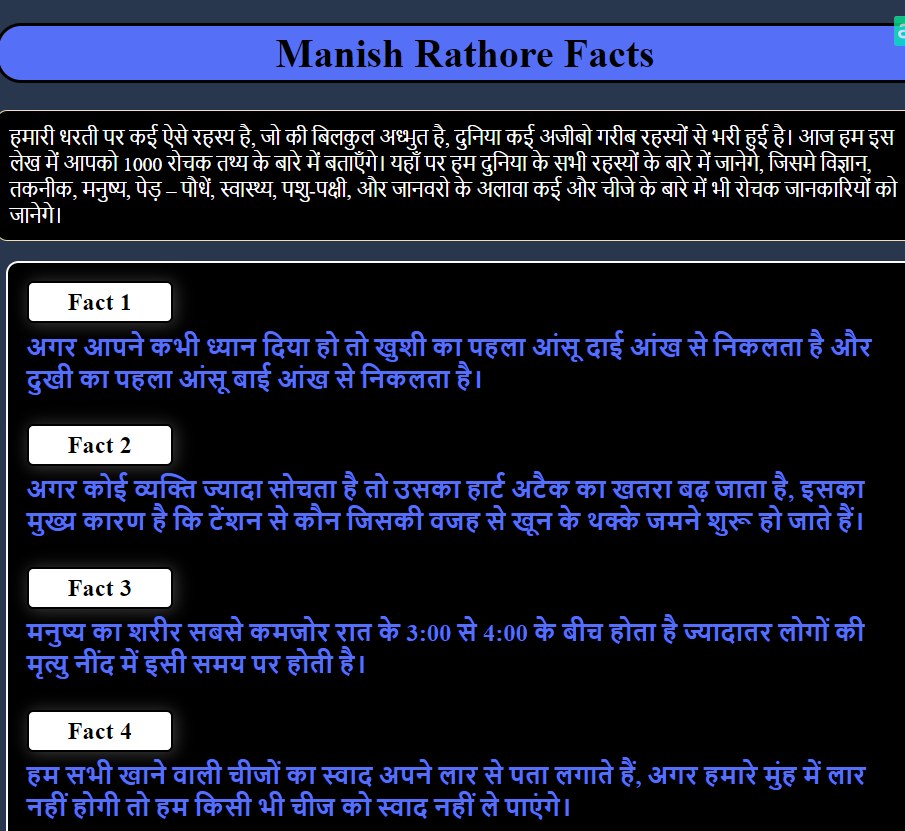 Manish Rathore Facts
हमारी धरती पर कई ऐसे रहस्य है, जो की बिलकुल अध्भुत है, दुनिया कई अजीबो गरीब रहस्यों से भरी हुई है। आज हम इस
लेख में आपको 1000 रोचक तथ्य के बारे में बताएँगे। यहाँ पर हम दुनिया के सभी रहस्यों के बारे में जानेगे, जिसमे विज्ञान,
तकनीक, मनुष्य, पेड़ – पौधें, स्वास्थ्य, पशु-पक्षी, और जानवरो के अलावा कई और चीजे के बारे में भी रोचक जानकारियों को
जानेगे।
Fact 1
अगर आपने कभी ध्यान दिया हो तो खुशी का पहला आंसू दाई आंख से निकलता है और
दुखी का पहला आंसू बाई आंख से निकलता है।
Fact 2
अगर कोई व्यक्ति ज्यादा सोचता है तो उसका हार्ट अटैक का खतरा बढ़ जाता है, इसका
मुख्य कारण है कि टेंशन से कौन जिसकी वजह से खून के थक्के जमने शुरू हो जाते हैं।
Fact 3
मनुष्य का शरीर सबसे कमजोर रात के 3:00 से 4:00 के बीच होता है ज्यादातर लोगों की
मृत्यु नींद में इसी समय पर होती है।
Fact 4
हम सभी खाने वाली चीजों का स्वाद अपने लार से पता लगाते हैं, अगर हमारे मुंह में लार
नहीं होगी तो हम किसी भी चीज को स्वाद नहीं ले पाएंगे।